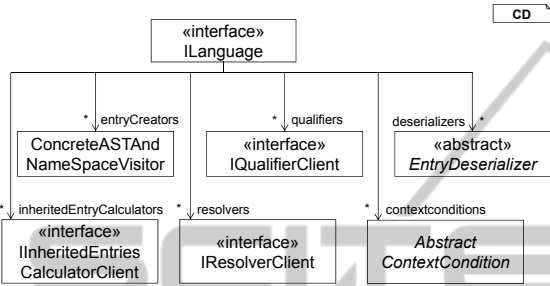 CD
«interface»
ILanguage
* entryCreators
* qualifiers
deserializers *
ConcreteASTAnd
NameSpaceVisitor
«interface»
IQualifierClient
«abstract»
EntryDeserializer
* inheritedEntryCalculators
* resolvers
* contextconditions
«interface»
IInheritedEntries
CalculatorClient
«interface»
IResolverClient
Abstract
ContextCondition